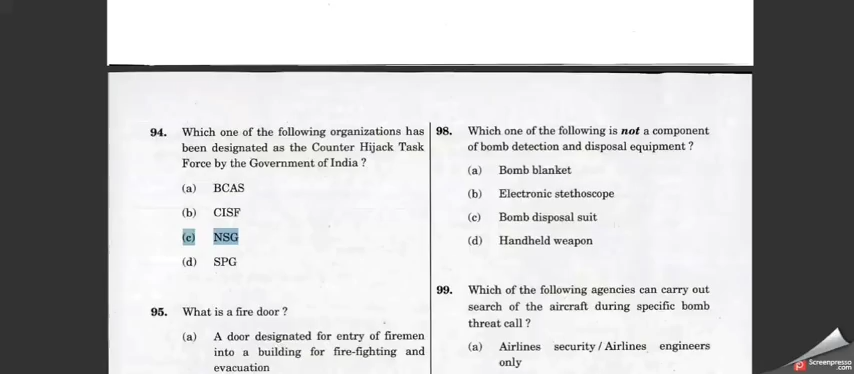 94. Which one of the following organizations has
been designated as the Counter Hijack Task
Force by the Government of India ?
(a) BCAS
(b) CISF
(c) NSG
(d) SPG
95. What is a fire door ?
(a) A door designated for entry of firemen
into a building for fire-fighting and
evacuation
98. Which one of the following is not a component
of bomb detection and disposal equipment ?
(a) Bomb blanket
(b) Electronic stethoscope
(c) Bomb disposal suit
(d) Handheld weapon
99. Which of the following agencies can carry out
search of the aircraft during specific bomb
threat call ?
(a) Airlines security / Airlines engineers
only
Screenpresso
.com